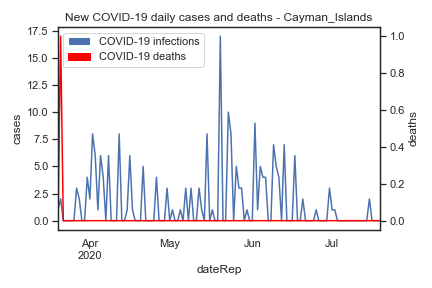 New COVID-19 daily cases and deaths - Cayman_Islands
COVID-19 infections
COVID-19 deaths
17.5
15.0
12.5
10.0
7.5
5.0
2.5
0.0
cases
1.0
0.8
0.6
0.4
0.2
0.0
deaths
Apr
2020
May
Jun
Jul
dateRep